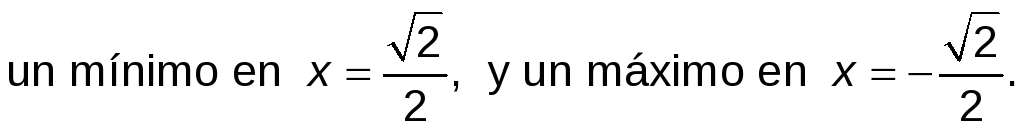 un mínimo en x = √2/2, y un máximo en x = −√2/2.